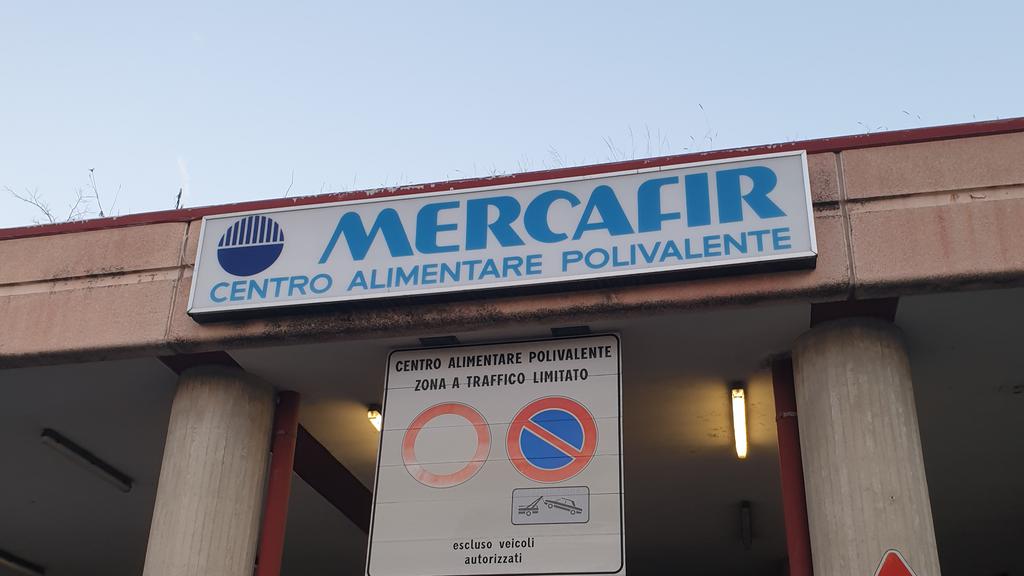 MERCAFIR
CENTRO ALIMENTARE POLIVALENTE
CENTRO ALIMENTARE POLIVALENTE
ZONA A TRAFFICO LIMITATO
escluso veicoli
autorizzati